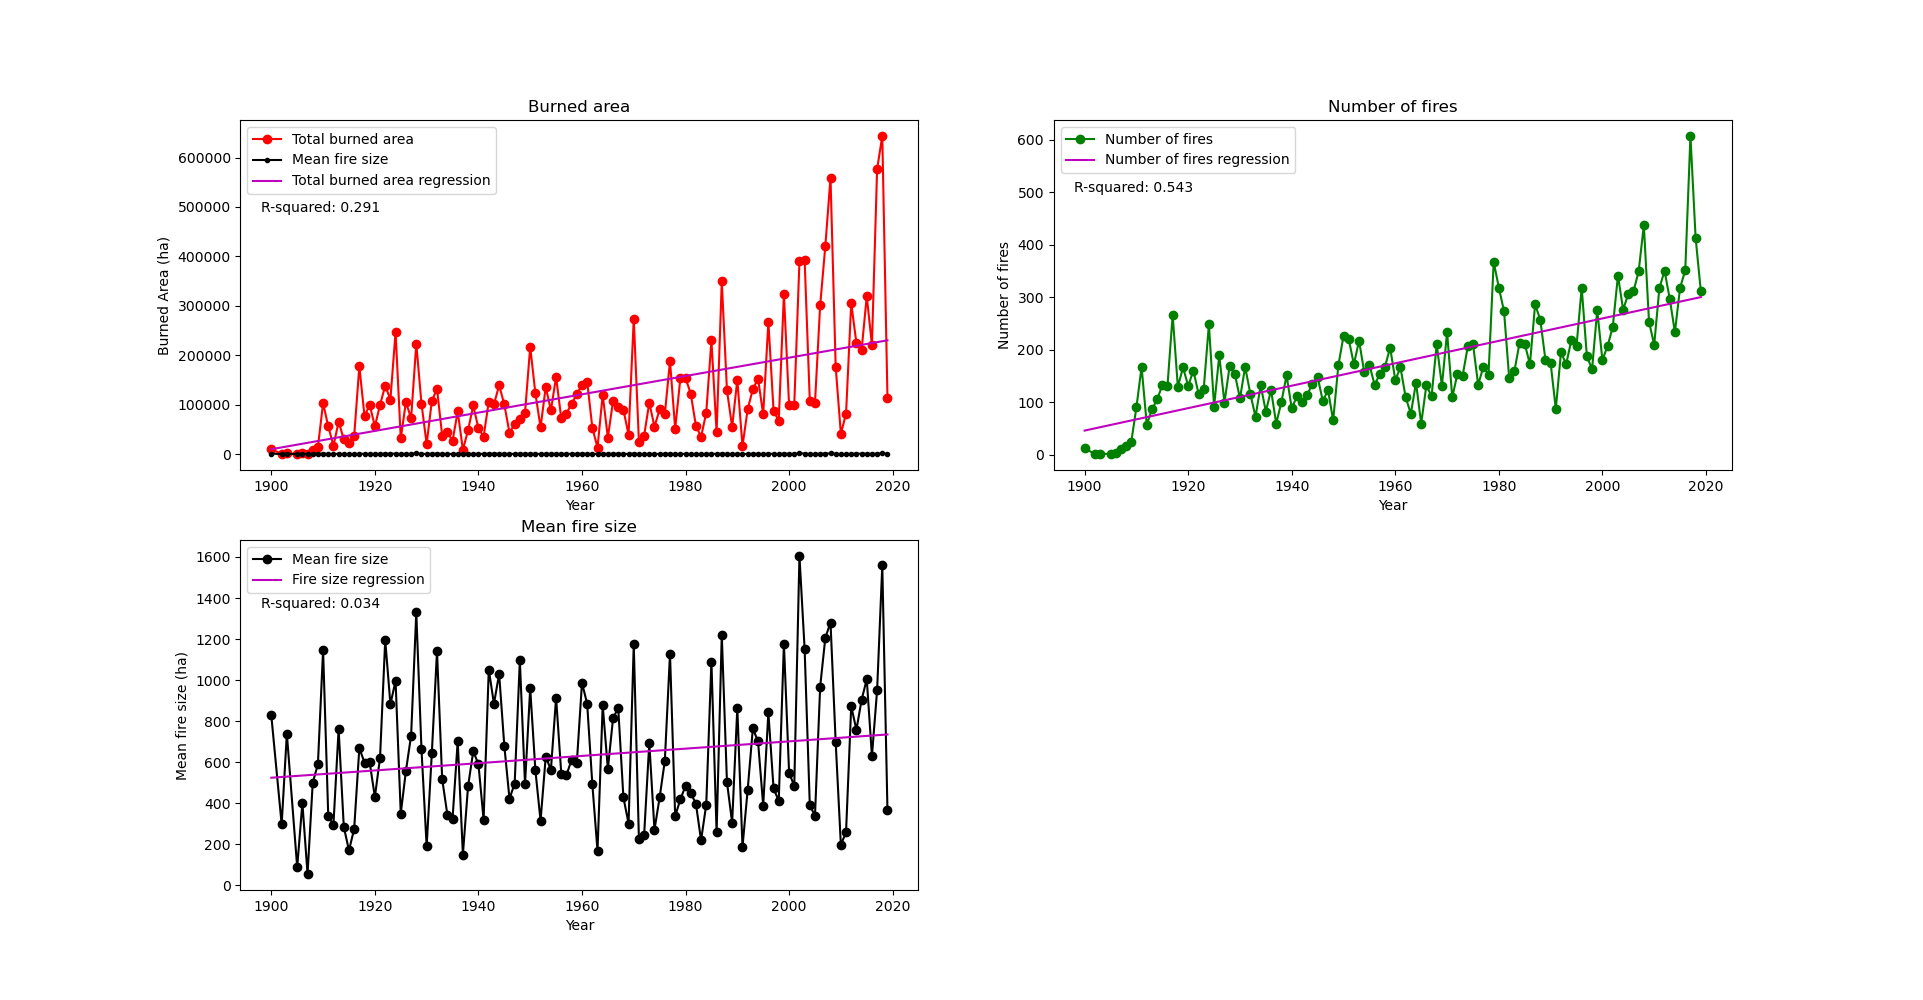 Burned area
Total burned area
Mean fire size
Total burned area regression
R-squared: 0.291
Burned Area (ha)
600000
500000
400000
300000
200000
100000
0
1900 1920 1940 1960 1980 2000 2020
Year
Number of fires
Number of fires
Number of fires regression
R-squared: 0.543
Number of fires
600
500
400
300
200
100
0
1900 1920 1940 1960 1980 2000 2020
Year
Mean fire size
Mean fire size
Fire size regression
R-squared: 0.034
Mean fire size (ha)
1600
1400
1200
1000
800
600
400
200
0
1900 1920 1940 1960 1980 2000 2020
Year